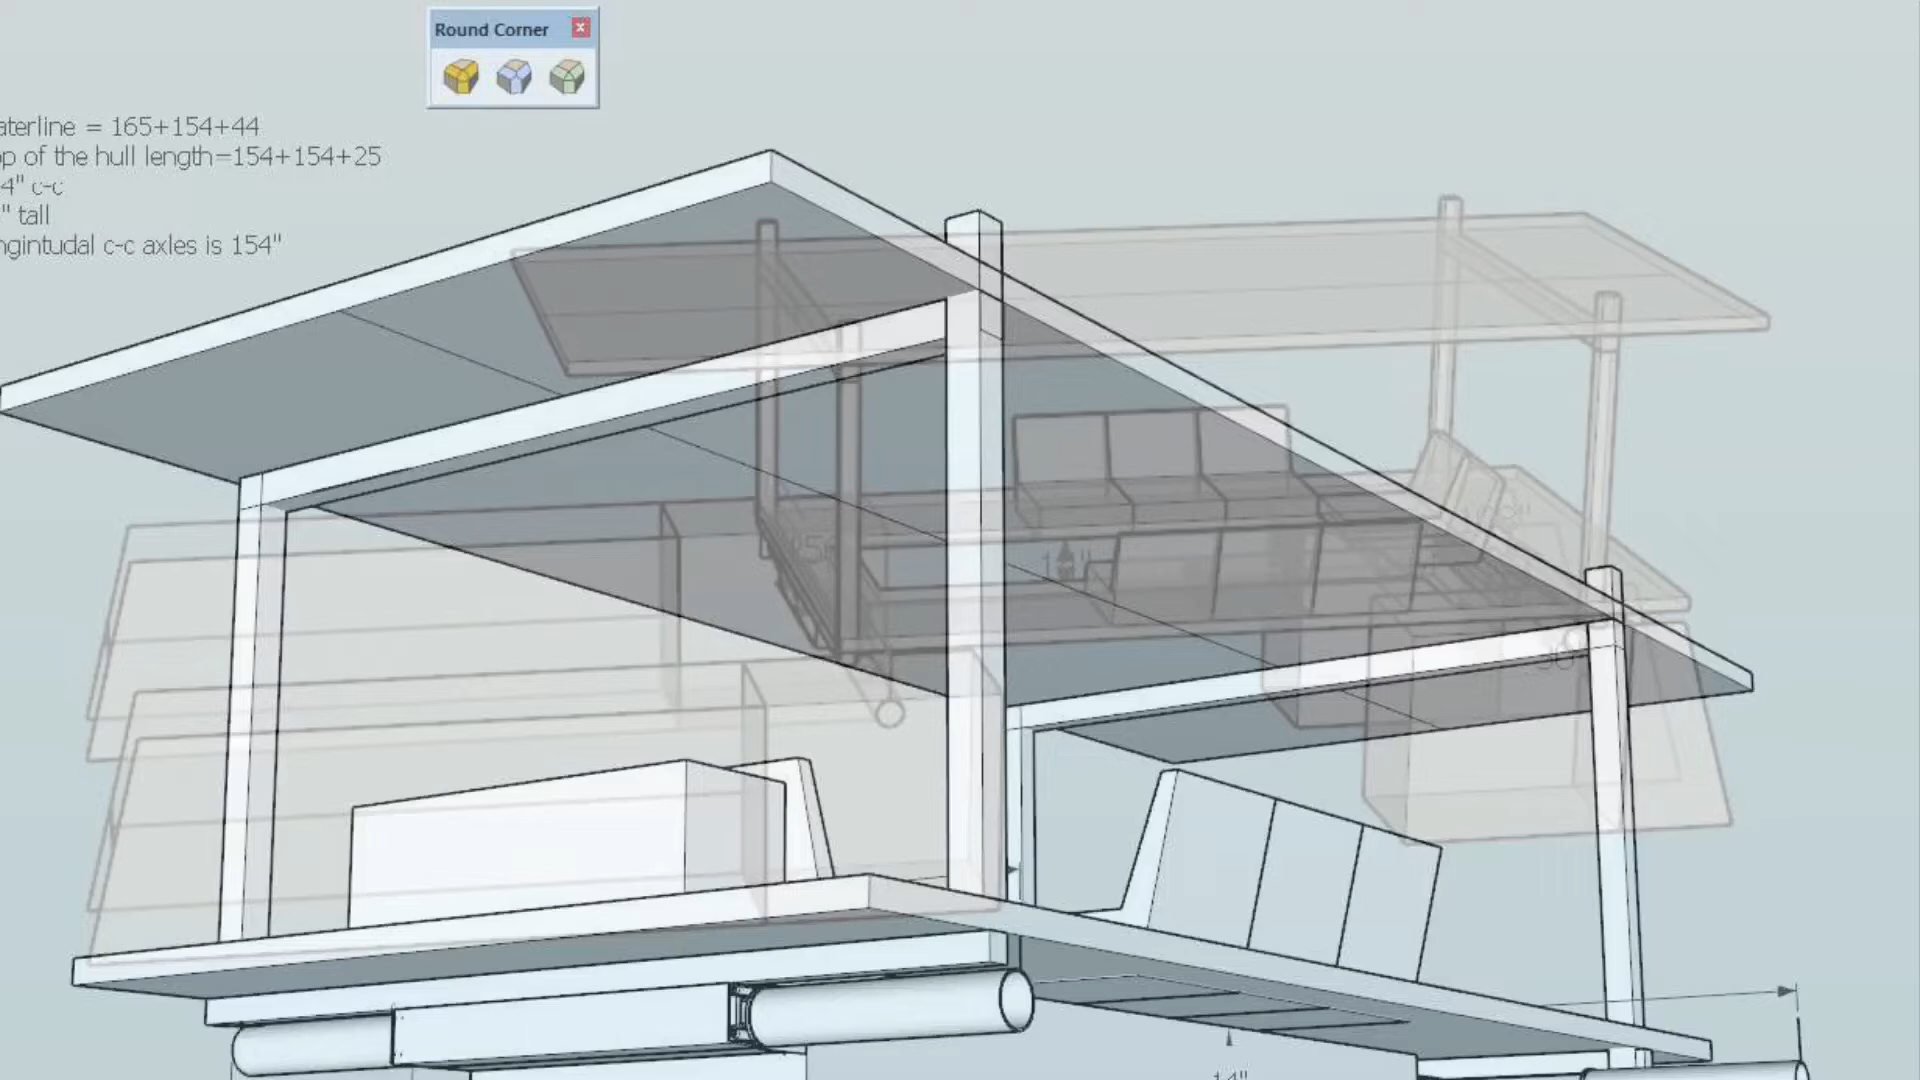 Round Corner
aterline = 165+154+44
op of the hull length=154+154+25
4" c-c
" tall
ngintudal c-c axles is 154"
14"